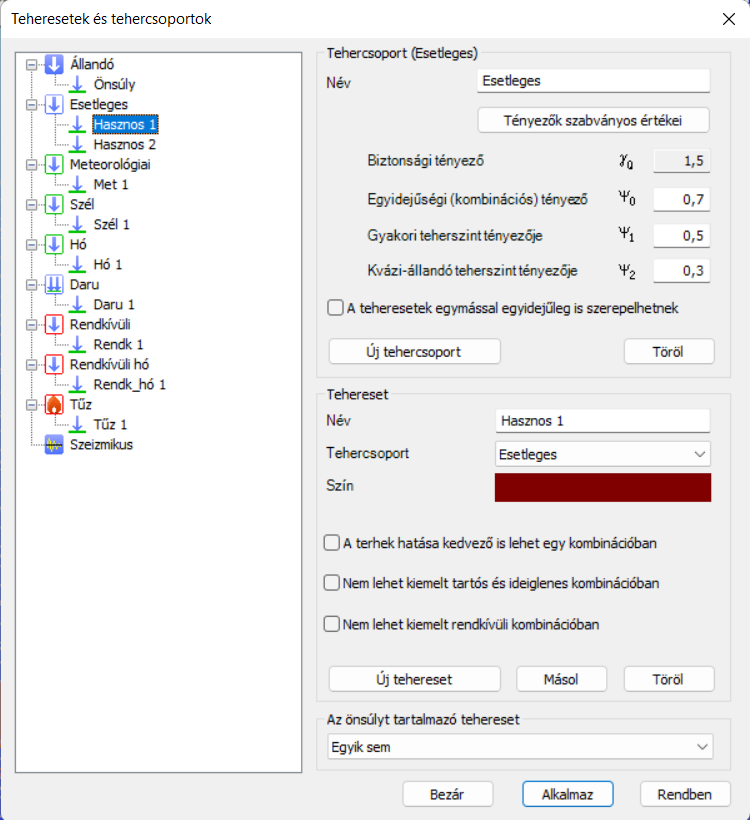 Teheresetek és tehercsoportok
Állandó
Önsúly
Esetleges
Hasznos 1
Hasznos 2
Meteorológiai
Met 1
Szél
Szél 1
Hó
Hó 1
Daru
Daru 1
Rendkívüli
Rendk 1
Rendkívüli hó
Rendk_hó 1
Tűz
Tűz 1
Szeizmikus
Tehercsoport (Esetleges)
Név Esetleges
Tényezők szabványos értékei
Biztonsági tényező γQ 1,5
Egyidejűségi (kombinációs) tényező Ψ0 0,7
Gyakori teherszint tényezője Ψ1 0,5
Kvázi-állandó teherszint tényezője Ψ2 0,3
A teheresetek egymással egyidejűleg is szerepelhetnek
Új tehercsoport Töröl
Tehereset
Név Hasznos 1
Tehercsoport Esetleges
Szín
A terhek hatása kedvező is lehet egy kombinációban
Nem lehet kiemelt tartós és ideiglenes kombinációban
Nem lehet kiemelt rendkívüli kombinációban
Új tehereset Másol Töröl
Az önsúlyt tartalmazó tehereset
Egyik sem
Bezár Alkalmaz Rendben